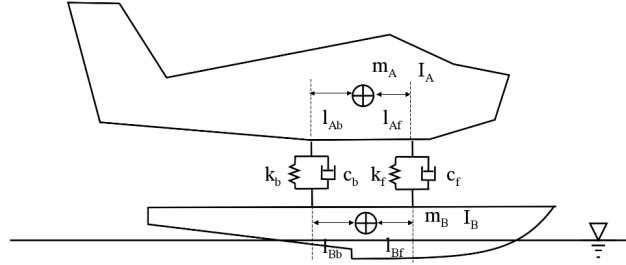 m_A I_A
l_Ab l_Af
k_b c_b k_f c_f
m_B I_B
l_Bb l_Bf